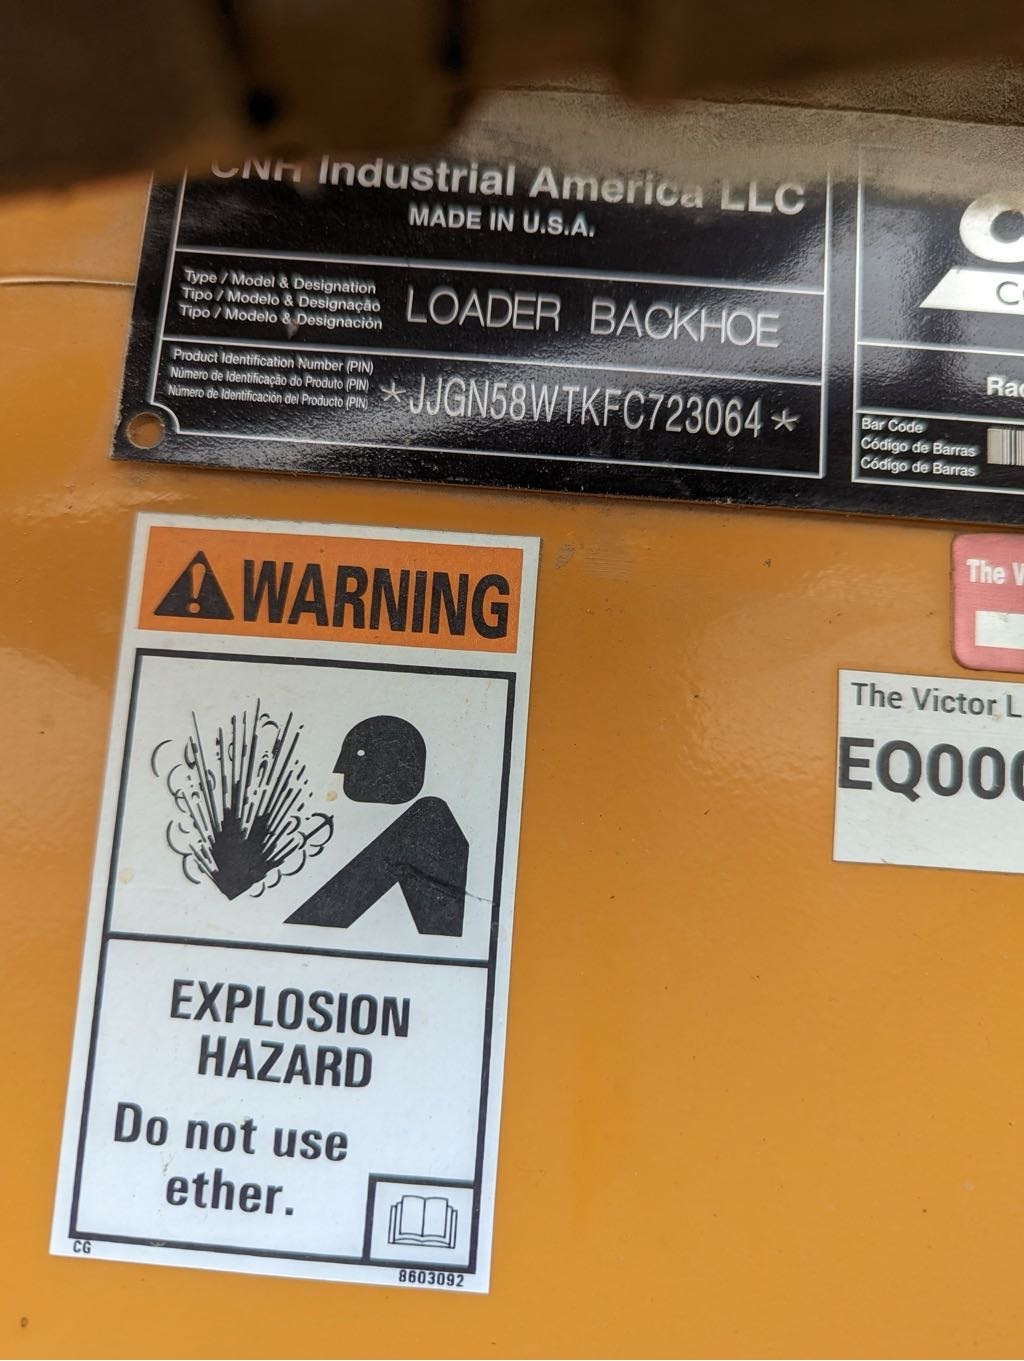 CNH Industrial America LLC
MADE IN U.S.A.
Type / Model & Designation
Tipo / Modelo & Designação
Tipo / Modelo & Designación
LOADER BACKHOE
Product Identification Number (PIN)
Número de Identificação do Produto (PIN)
Número de Identificación del Producto (PIN)
*JJGN58WTKFC723064*
Bar Code
Código de Barras
Código de Barras
WARNING
EXPLOSION
HAZARD
Do not use
ether.
CG
8603092
The
The Victor